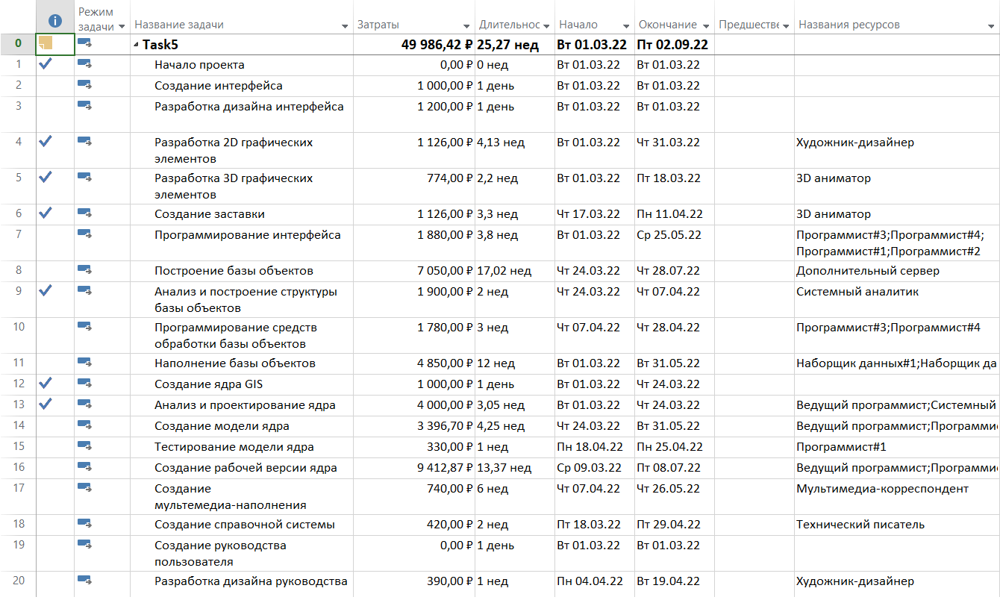 Режим задачи Название задачи Затраты Длительнос Начало Окончание Предшестве Названия ресурсов
0 Task5 49 986,42 ₽ 25,27 нед Вт 01.03.22 Пт 02.09.22
1 Начало проекта 0,00 ₽ 0 нед Вт 01.03.22 Вт 01.03.22
2 Создание интерфейса 1 000,00 ₽ 1 день Вт 01.03.22 Вт 01.03.22
3 Разработка дизайна интерфейса 1 200,00 ₽ 1 день Вт 01.03.22 Вт 01.03.22
4 Разработка 2D графических 1 126,00 ₽ 4,13 нед Вт 01.03.22 Чт 31.03.22 Художник-дизайнер
элементов
5 Разработка 3D графических 774,00 ₽ 2,2 нед Вт 01.03.22 Пт 18.03.22 3D аниматор
элементов
6 Создание заставки 1 126,00 ₽ 3,3 нед Чт 17.03.22 Пн 11.04.22 3D аниматор
7 Программирование интерфейса 1 880,00 ₽ 3,8 нед Вт 01.03.22 Ср 25.05.22 Программист#3;Программист#4;
Программист#1;Программист#2
8 Построение базы объектов 7 050,00 ₽ 17,02 нед Чт 24.03.22 Чт 28.07.22 Дополнительный сервер
9 Анализ и построение структуры 1 900,00 ₽ 2 нед Чт 24.03.22 Чт 07.04.22 Системный аналитик
базы объектов
10 Программирование средств 1 780,00 ₽ 3 нед Чт 07.04.22 Чт 28.04.22 Программист#3;Программист#4
обработки базы объектов
11 Наполнение базы объектов 4 850,00 ₽ 12 нед Вт 01.03.22 Вт 31.05.22 Наборщик данных#1;Наборщик да
12 Создание ядра GIS 1 000,00 ₽ 1 день Вт 01.03.22 Чт 24.03.22
13 Анализ и проектирование ядра 4 000,00 ₽ 3,05 нед Вт 01.03.22 Чт 24.03.22 Ведущий программист;Системный
14 Создание модели ядра 3 396,70 ₽ 4,25 нед Чт 24.03.22 Вт 31.05.22 Ведущий программист;Программи
15 Тестирование модели ядра 330,00 ₽ 1 нед Пн 18.04.22 Пн 25.04.22 Программист#1
16 Создание рабочей версии ядра 9 412,87 ₽ 13,37 нед Ср 09.03.22 Пт 08.07.22 Ведущий программист;Программи
17 Создание 740,00 ₽ 6 нед Чт 07.04.22 Чт 26.05.22 Мультимедиа-корреспондент
мультемедиа-наполнения
18 Создание справочной системы 420,00 ₽ 2 нед Пт 18.03.22 Пт 29.04.22 Технический писатель
19 Создание руководства 0,00 ₽ 1 день Вт 01.03.22 Вт 01.03.22
пользователя
20 Разработка дизайна руководства 390,00 ₽ 1 нед Пн 04.04.22 Вт 19.04.22 Художник-дизайнер